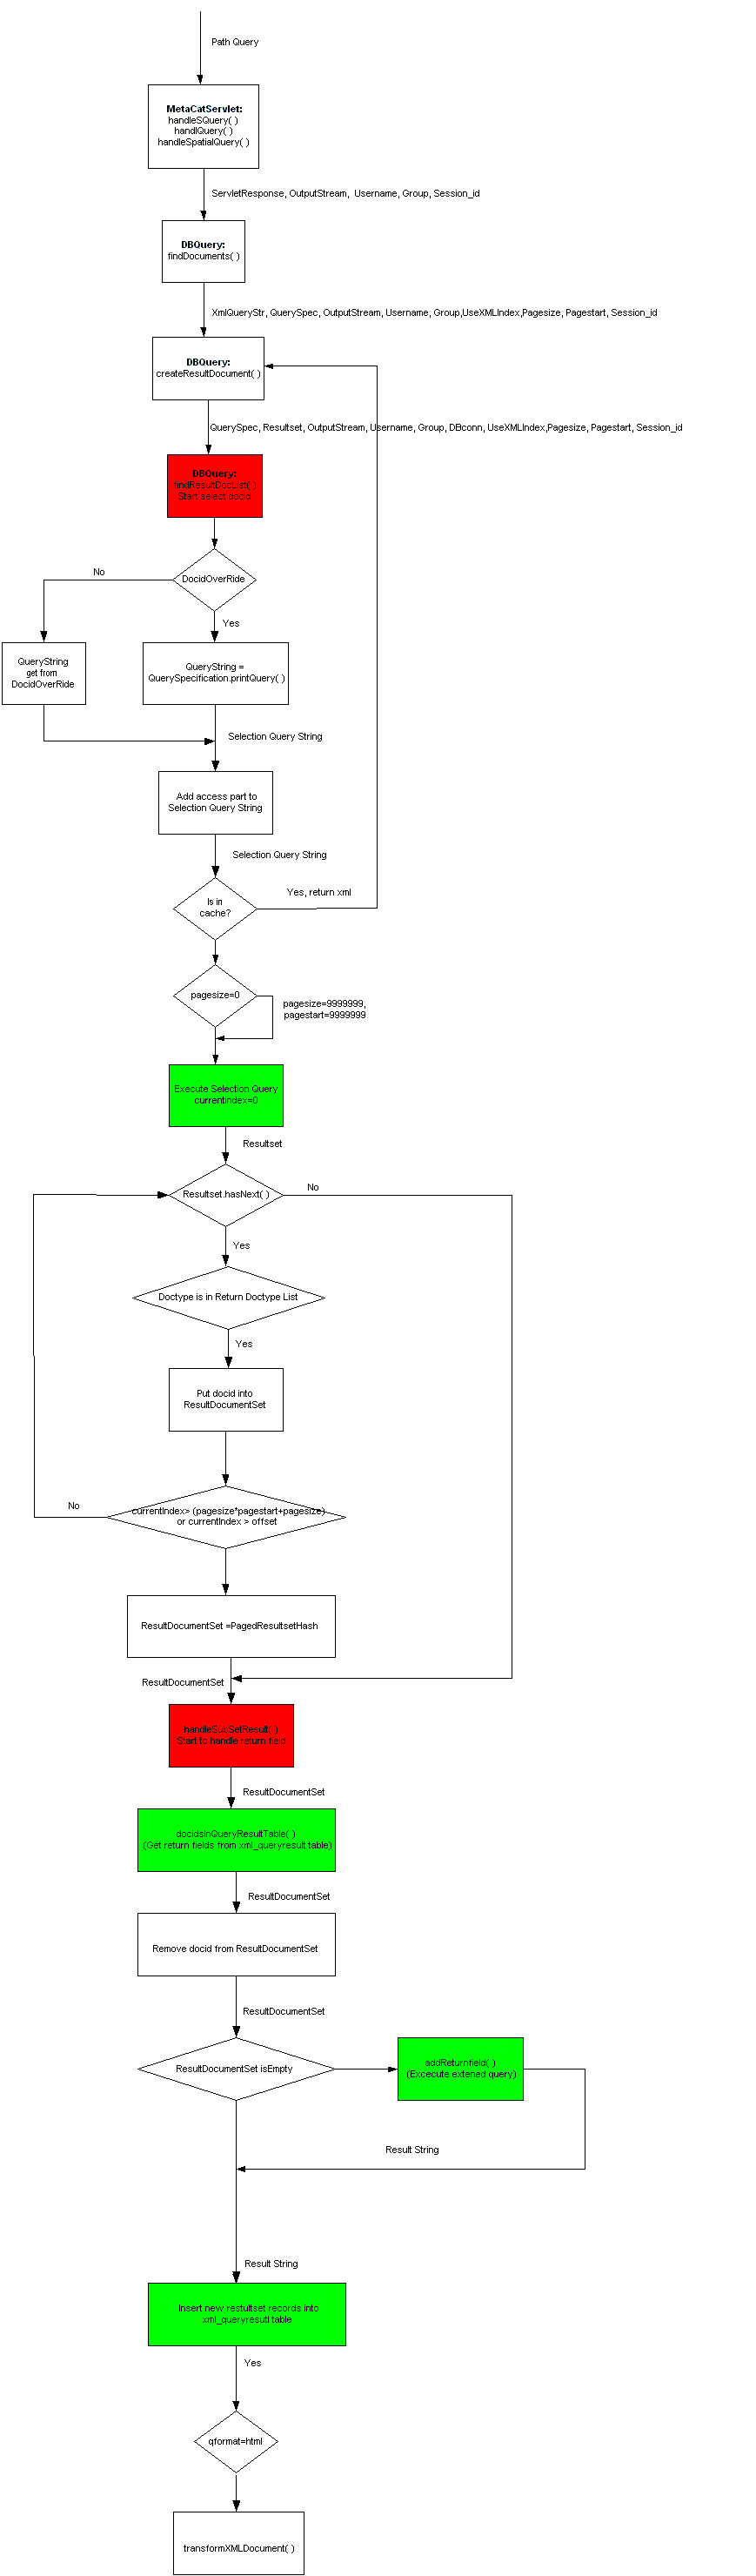 Path Query
MetaCatServlet:
handleSQuery( )
handlQuery( )
handleSpatialQuery( )
ServletResponse, OutputStream, Username, Group, Session_id
DBQuery:
findDocuments( )
XmlQueryStr, QuerySpec, OutputStream, Username, Group,UseXMLIndex,Pagesize, Pagestart, Session_id
DBQuery:
createResultDocument( )
QuerySpec, Resultset, OutputStream, Username, Group, DBconn, UseXMLIndex,Pagesize, Pagestart, Session_id
DBQuery:
findResultDocList( )
Start select docid
No
DocidOverRide
Yes
QueryString
get from
DocidOverRide
QueryString =
QuerySpecification.printQuery( )
Selection Query String
Add access part to
Selection Query String
Selection Query String
Is in
cache?
Yes, return xml
pagesize=0
pagesize=9999999,
pagestart=9999999
Execute Selection Query
currentindex=0
Resultset
Resultset.hasNext( )
No
Yes
Doctype is in Return Doctype List
Yes
Put docid into
ResultDocumentSet
No
currentIndex> (pagesize*pagestart+pagesize)
or currentIndex > offset
ResultDocumentSet =PagedResultsetHash
ResultDocumentSet
handleSubSetResult( )
Start to handle return field
ResultDocumentSet
docidsInQueryResultTable( )
(Get return fields from xml_queryresult table)
ResultDocumentSet
Remove docid from ResultDocumentSet
ResultDocumentSet
ResultDocumentSet isEmpty
addReturnfield( )
(Excecute extened query)
Result String
Result String
Insert new restultset records into
xml_queryresutl table
Yes
qformat=html
transformXMLDocument( )